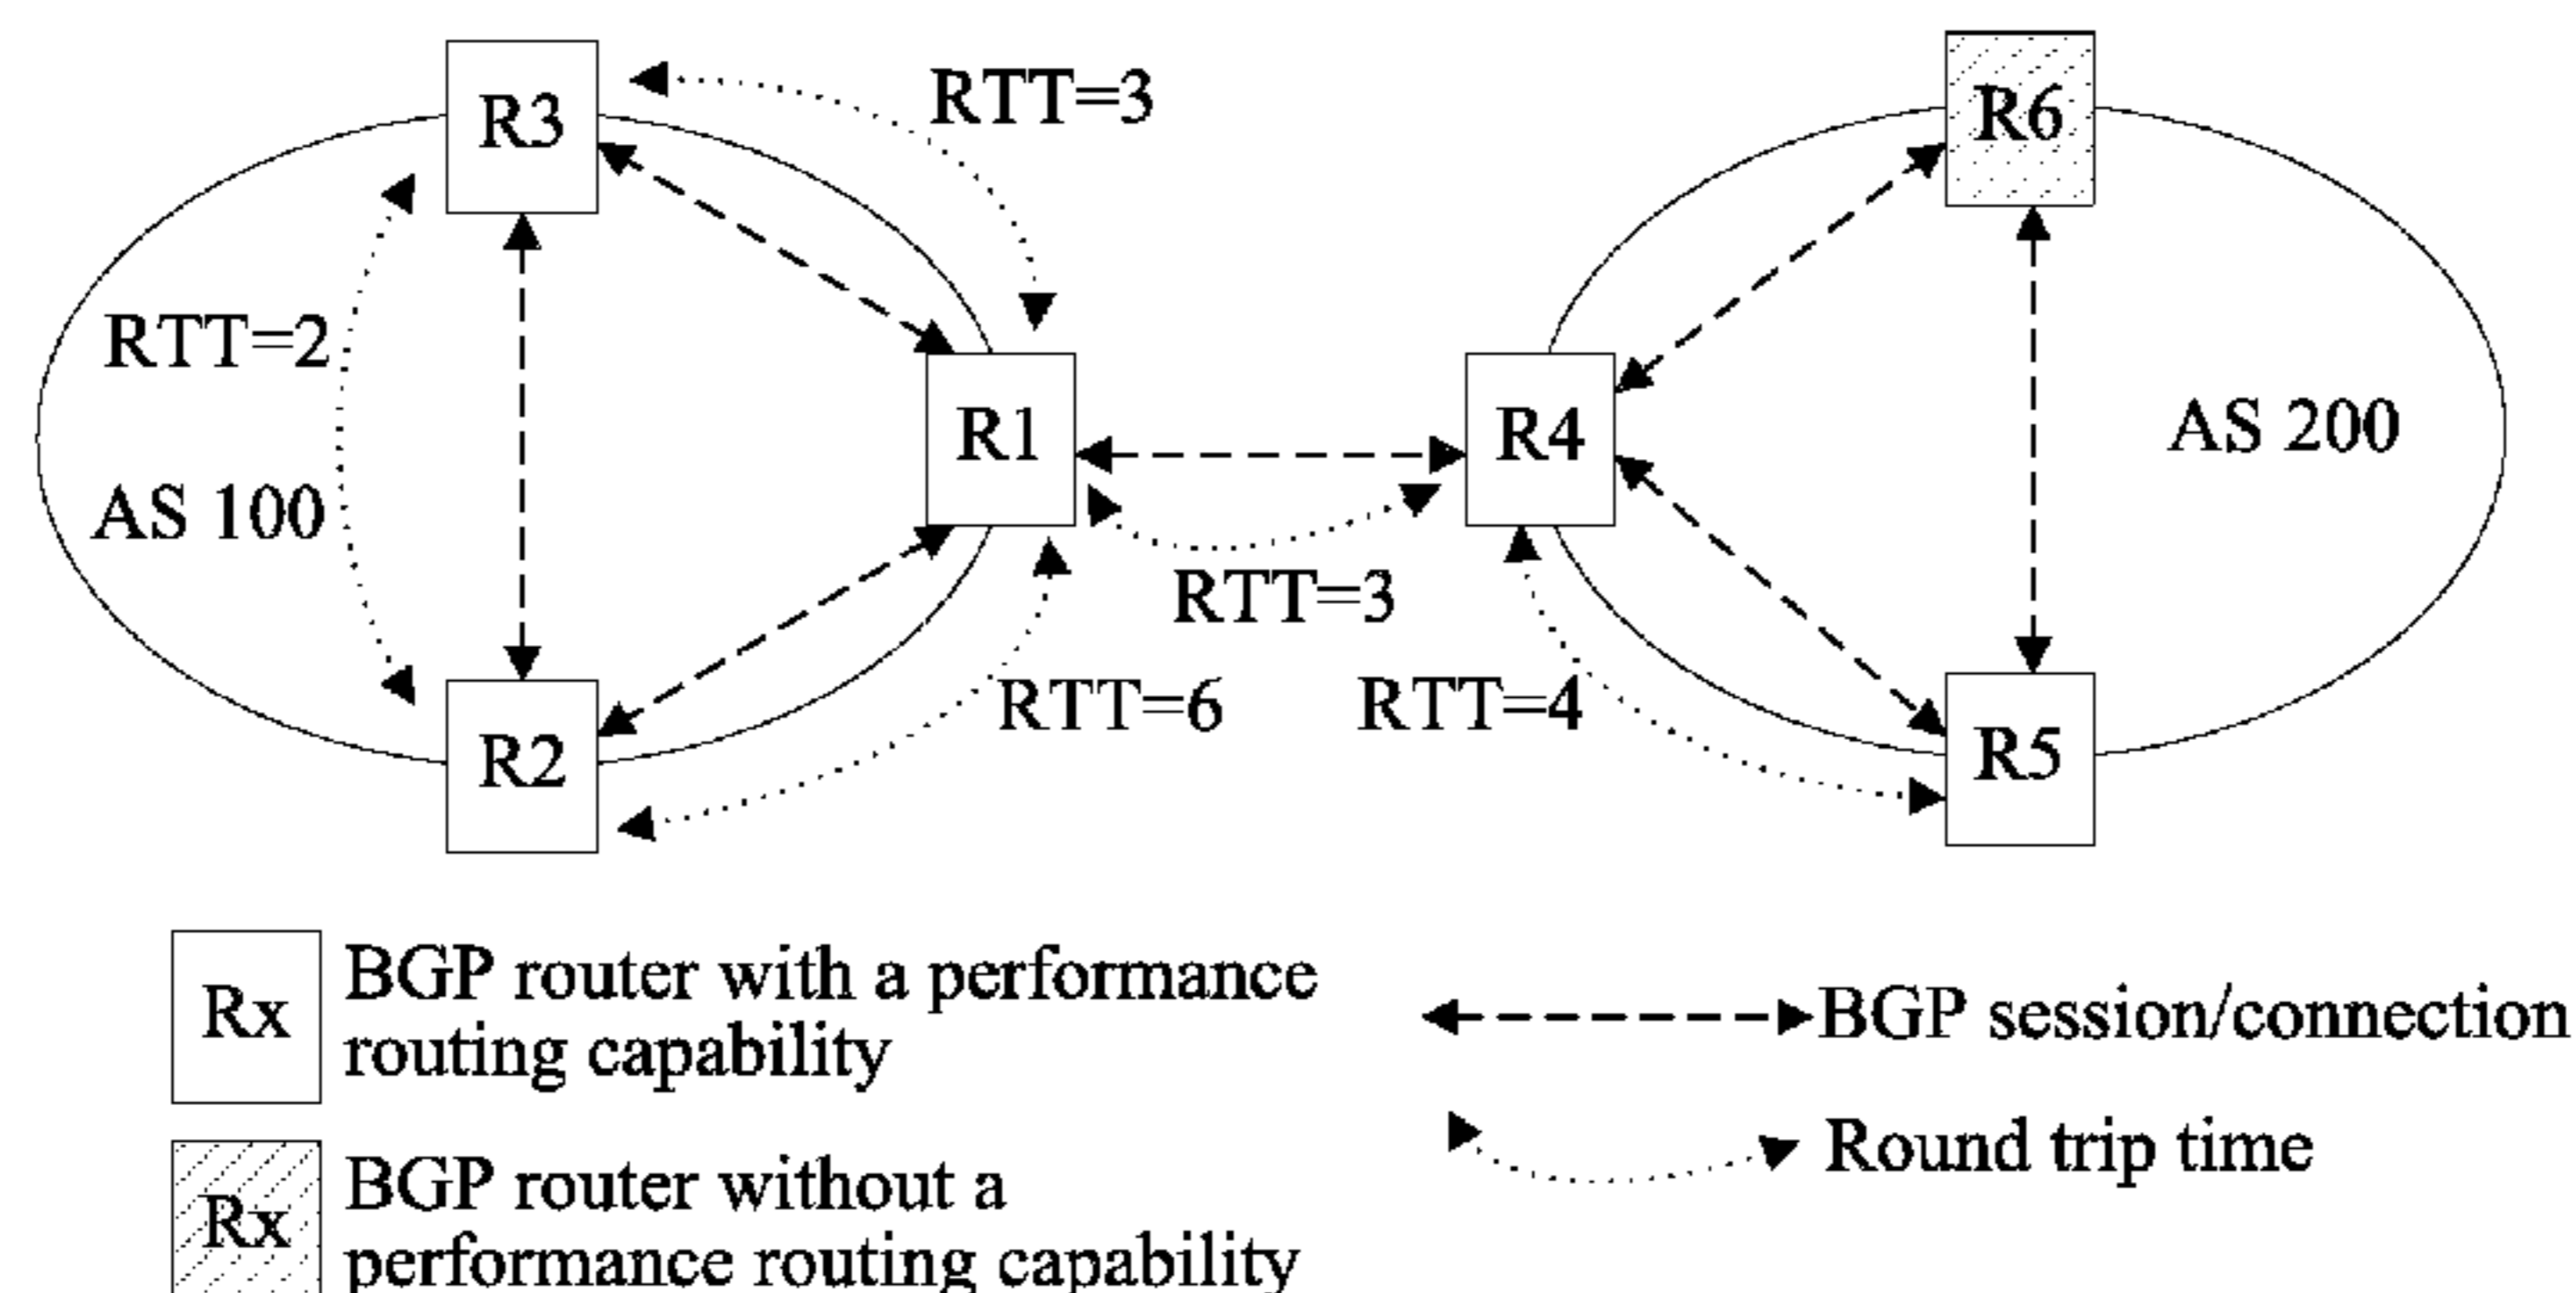 R3
RTT=3
R6
RTT=2
R1
R4
AS 200
AS 100
RTT=3
RTT=6
RTT=4
R2
R5
Rx
BGP router with a performance
routing capability
BGP session/connection
Rx
BGP router without a
performance routing capability
Round trip time